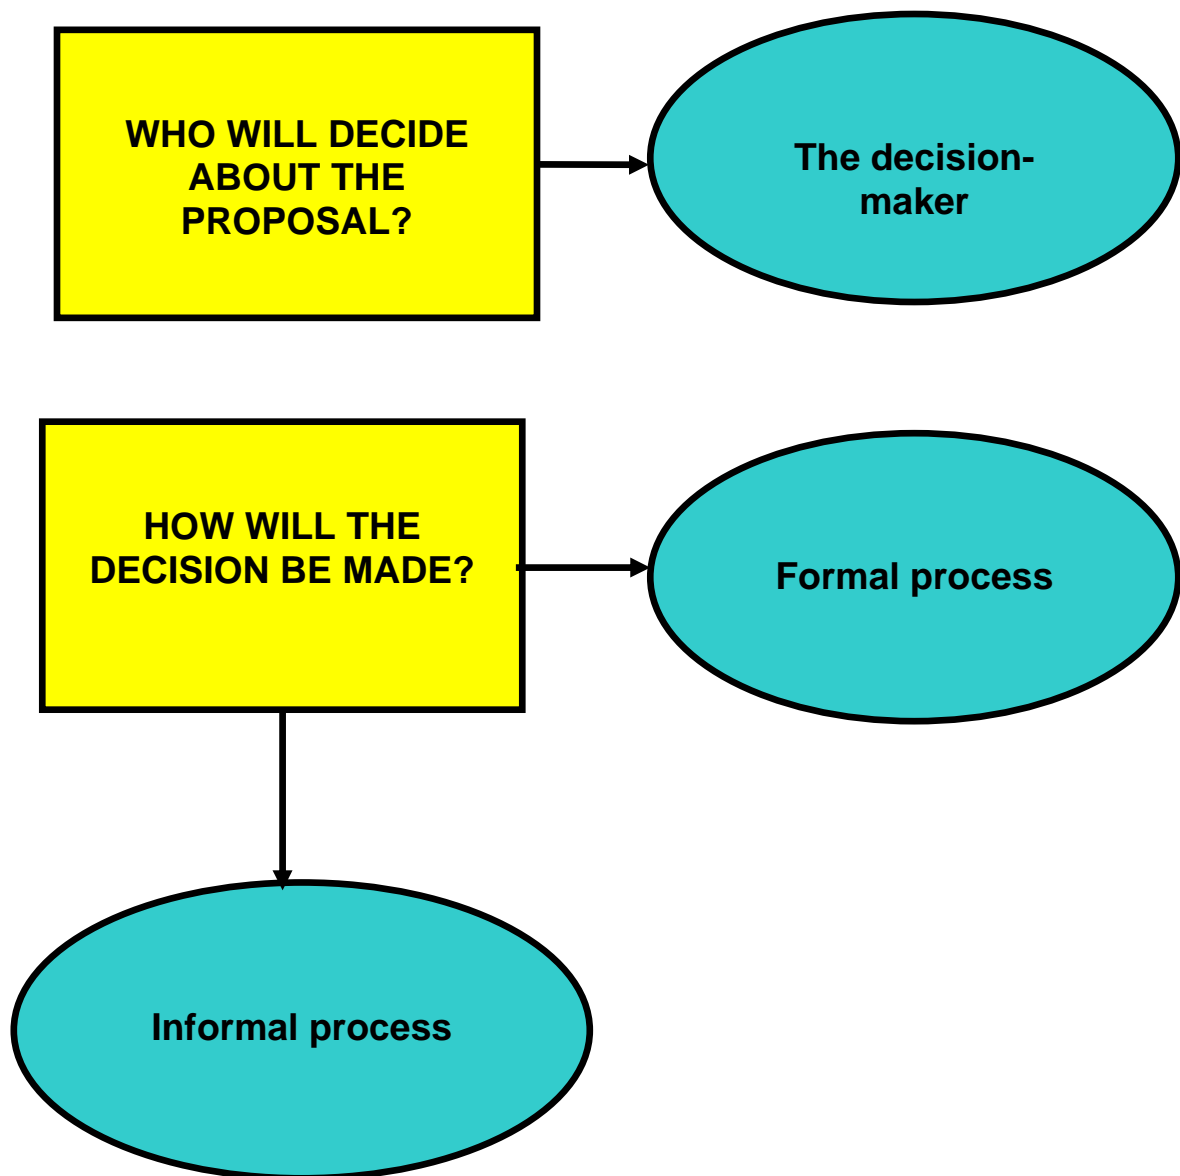 WHO WILL DECIDE
ABOUT THE
PROPOSAL?
The decision-
maker
HOW WILL THE
DECISION BE MADE?
Formal process
Informal process